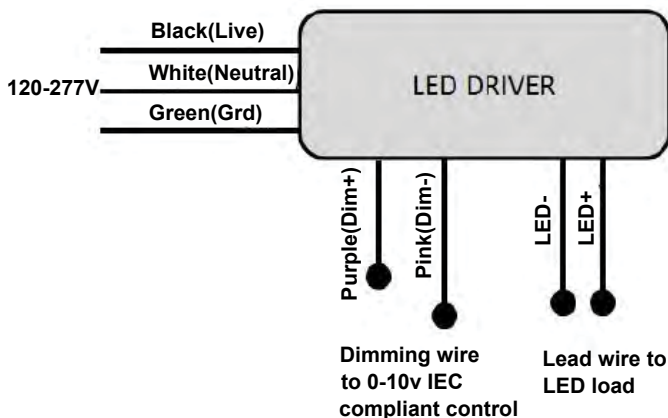 Black(Live)
120-277V
White(Neutral)
Green(Grd)
LED DRIVER
Purple(Dim+)
Pink(Dim-)
LED-
LED+
Dimming wire
to 0-10v IEC
compliant control
Lead wire to
LED load